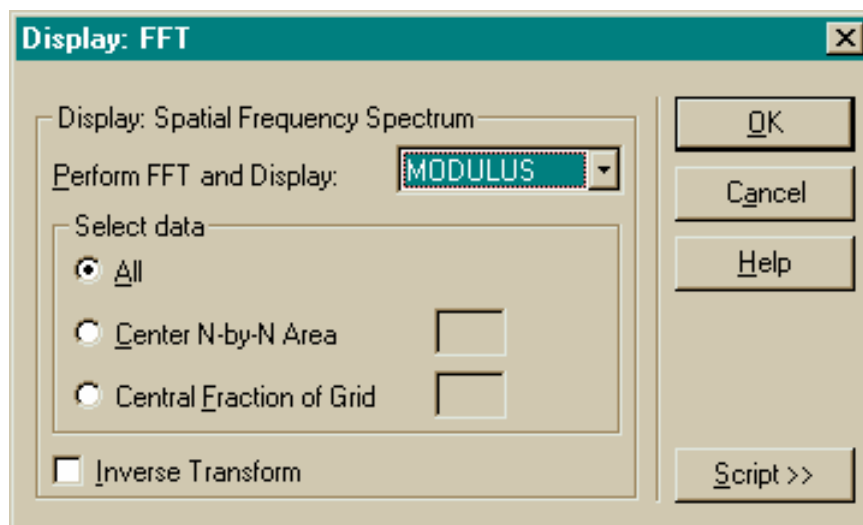 Display: FFT
Display: Spatial Frequency Spectrum
Perform FFT and Display: MODULUS
Select data
All
Center N-by-N Area
Central Fraction of Grid
Inverse Transform
OK
Cancel
Help
Script >>